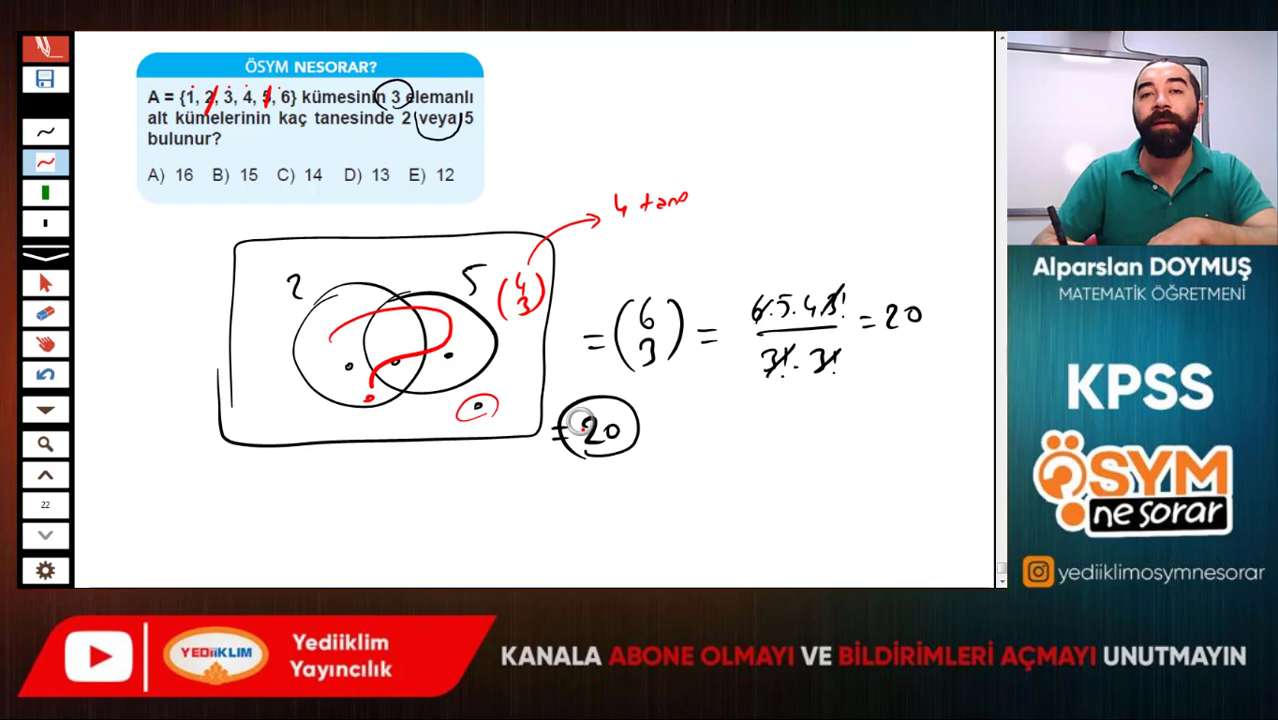 ÖSYM NESORAR?
A = {1, 2, 3, 4, 5, 6} kümesinin 3 elemanlı
alt kümelerinin kaç tanesinde 2 veya 5
bulunur?
A) 16 B) 15 C) 14 D) 13 E) 12
4 tane
2 5 (4 3)
= (6 3) = 6.5.4.3! / 3!.3! = 20
= 20
22
Alparslan DOYMUŞ
MATEMATİK ÖĞRETMENİ
KPSS
ÖSYM
ne sorar
yediiklimosymnesorar
YEDİİKLİM
Yediiklim
Yayıncılık
KANALA ABONE OLMAYI VE BİLDİRİMLERİ AÇMAYI UNUTMAYIN